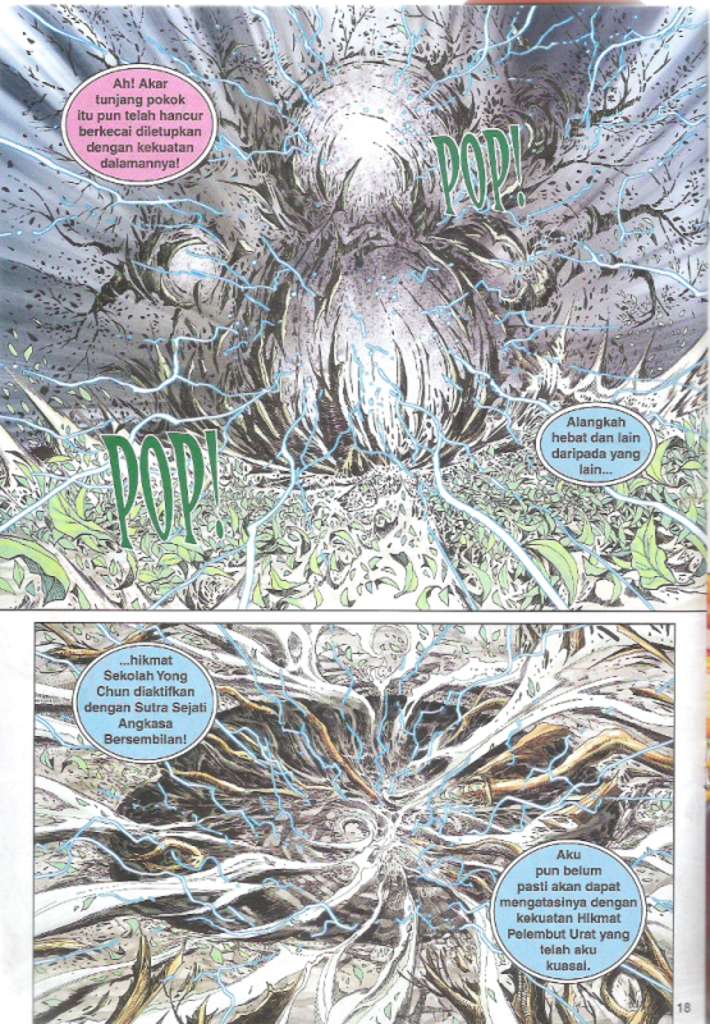 Ah! Akar
tunjang pokok
itu pun telah hancur
berkecai diletupkan
dengan kekuatan
dalamannya!
POP!
POP!
Alangkah
hebat dan lain
daripada yang
lain...
...hikmat
Sekolah Yong
Chun diaktifkan
dengan Sutra Sejati
Angkasa
Bersembilan!
Aku
pun belum
pasti akan dapat
mengatasinya dengan
kekuatan Hikmat
Pelembut Urat yang
telah aku
kuasai.
18